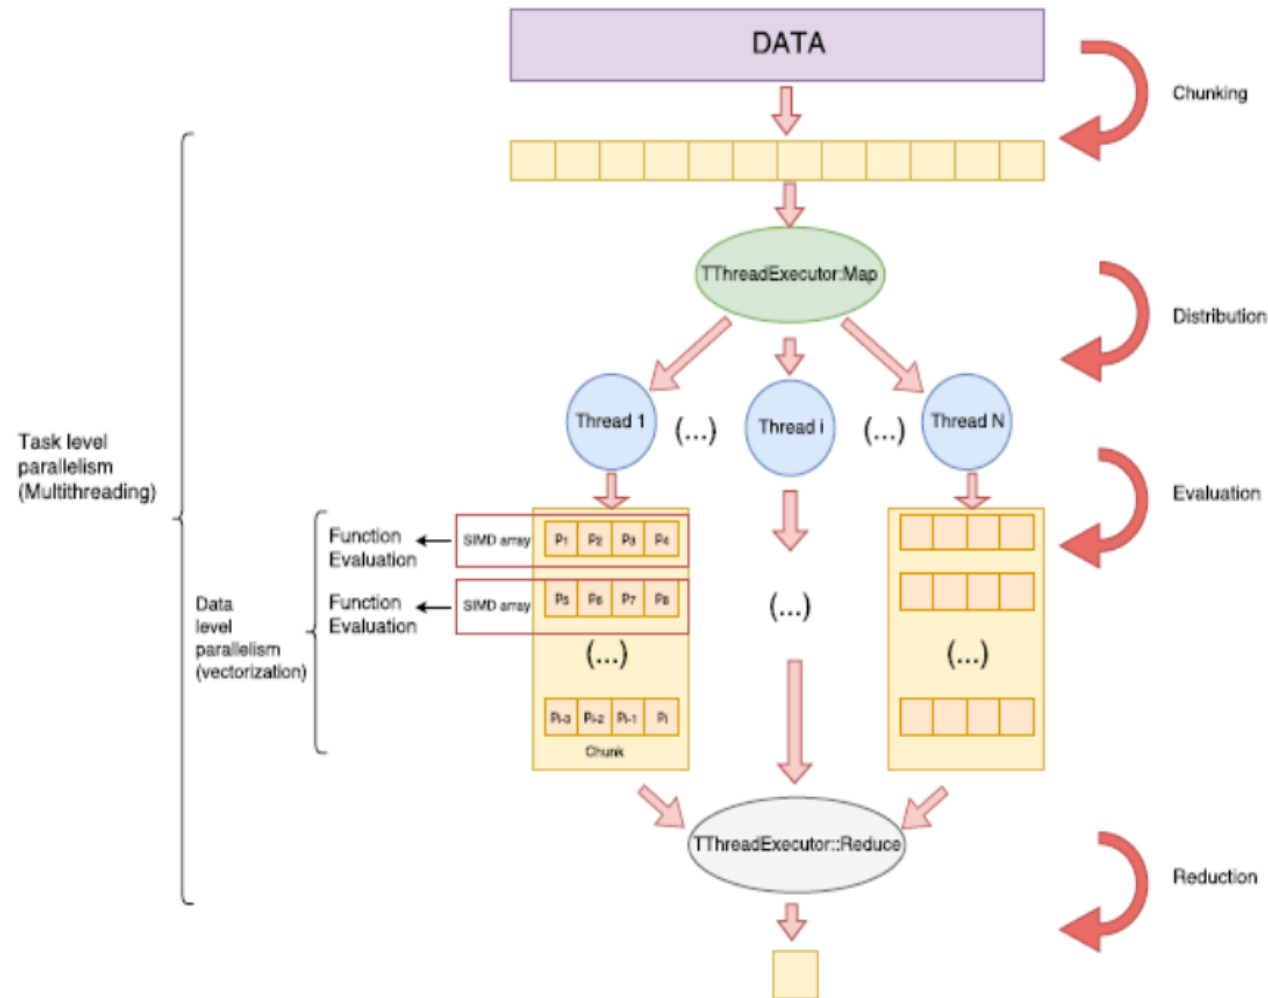 DATA
Chunking
TThreadExecutor:Map
Distribution
Thread 1
(...)
Thread i
(...)
Thread N
Task level
parallelism
(Multithreading)
Evaluation
Function
Evaluation
SIMD array
P1 P2 P3 P4
Function
Evaluation
SIMD array
P5 P6 P7 P8
Data
level
parallelism
(vectorization)
(...)
(...)
(...)
Pi-3 Pi-2 Pi-1 Pi
Chunk
TThreadExecutor::Reduce
Reduction